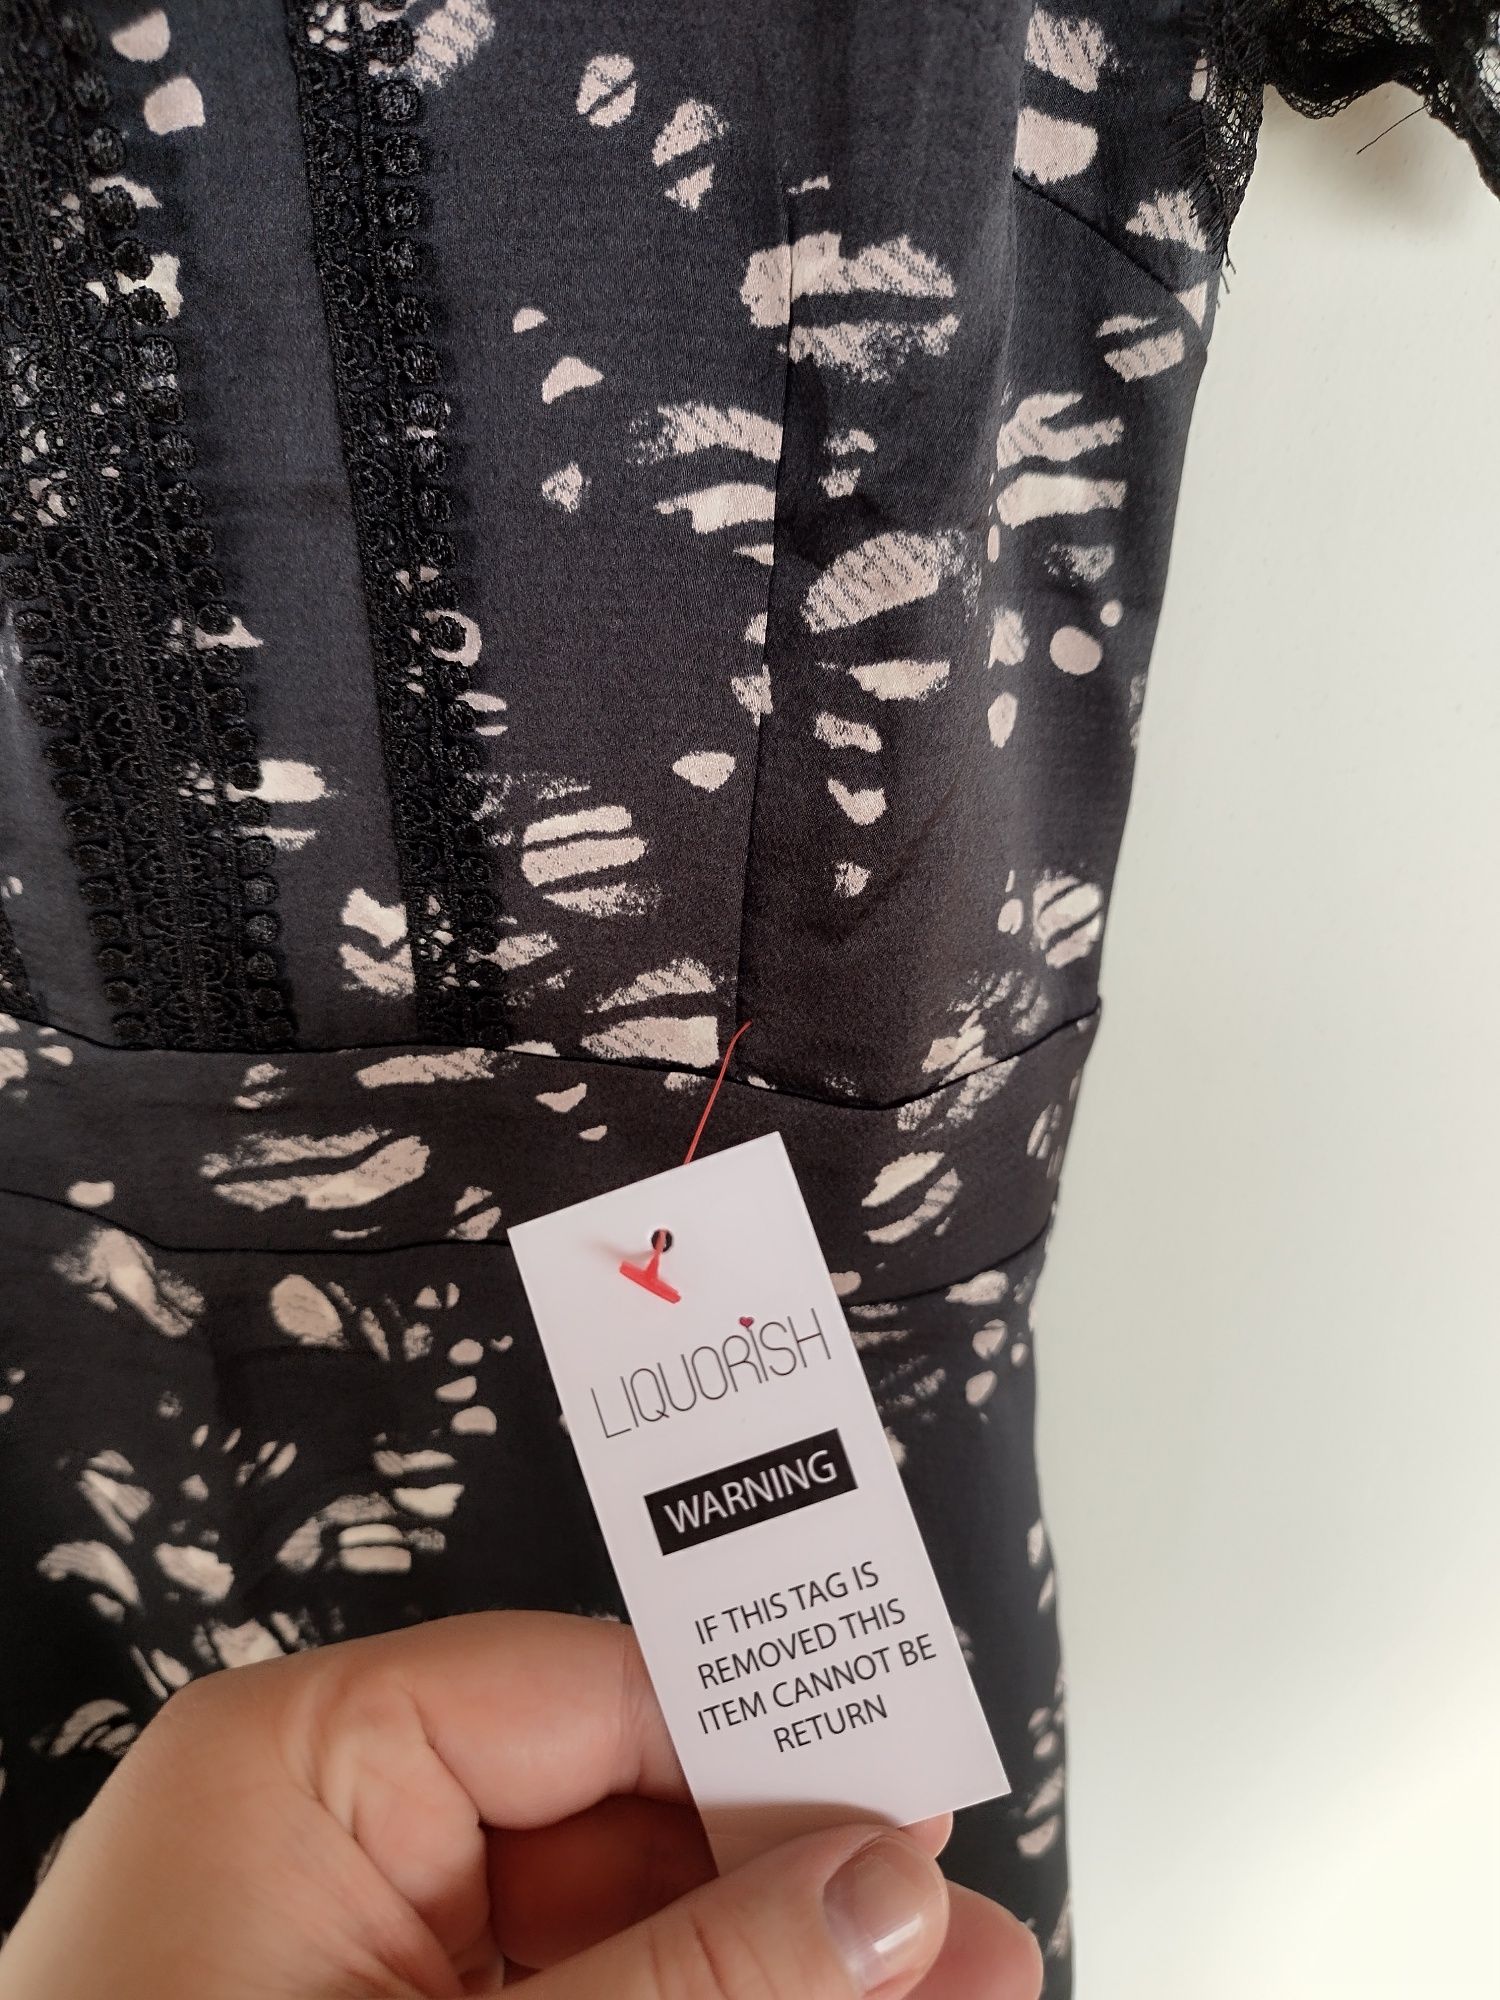 LIQUORISH
WARNING
IF THIS TAG IS
REMOVED THIS
ITEM CANNOT BE
RETURN